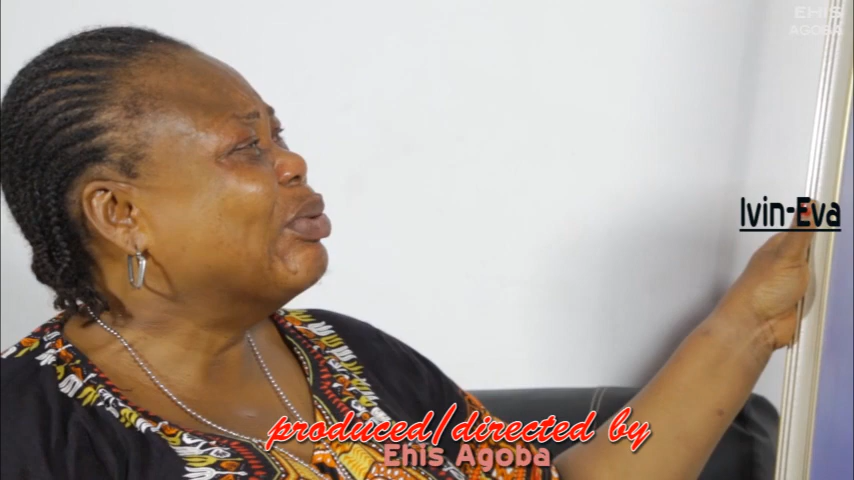 EHIS
AGOBA
Ivin-Eva
produced/directed by
Ehis Agoba